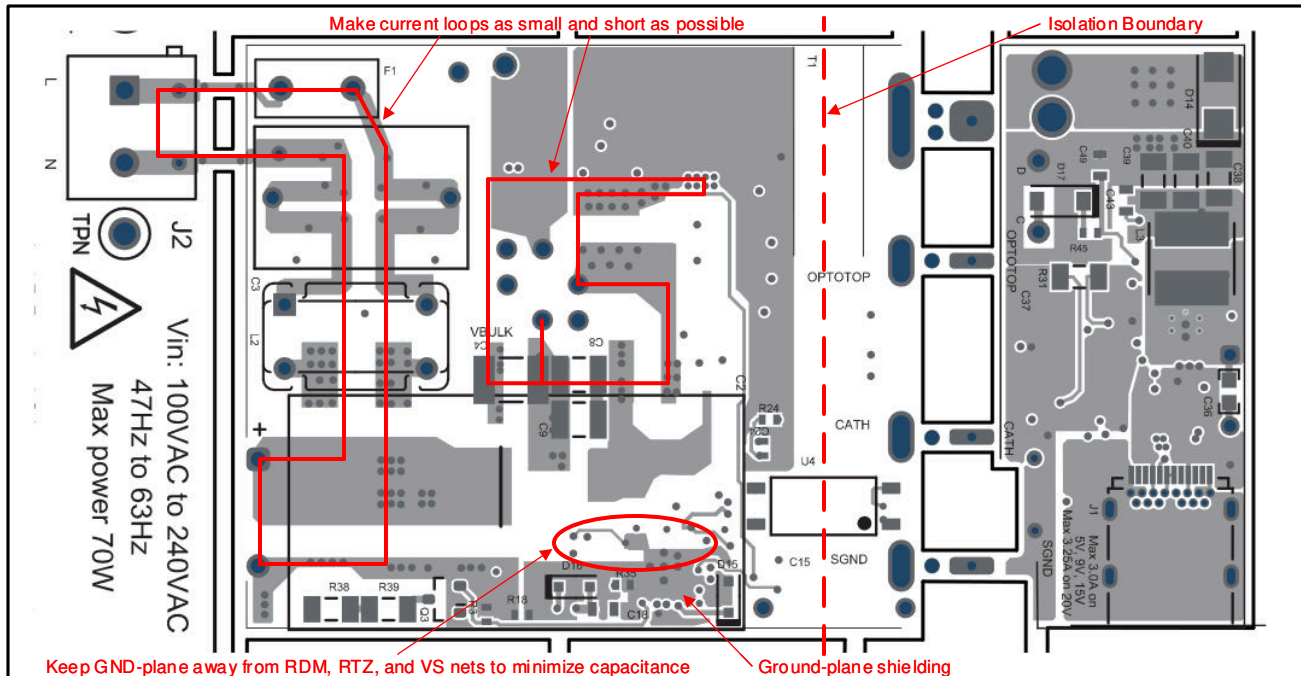 Make current loops as small and short as possible
Isolation Boundary
L
N
J2
TPN
Vin: 100VAC to 240VAC
47Hz to 63Hz
Max power 70W
F1
C3
L2
+
VBULK
C4
C8
C9
C2
T1
OPTOTOP
R24
CATH
U4
C15
SGND
R38
R39
Q3
R18
D16
R35
C18
D15
D14
C40
C49
C39
C38
D
D17
C43
C
L3
R45
OPTOTOP
R31
C37
C36
CATH
SGND
J1
Max 3.0A on
5V, 9V, 15V
Max 3.25A on 20V
Keep GND-plane away from RDM, RTZ, and VS nets to minimize capacitance
Ground-plane shielding